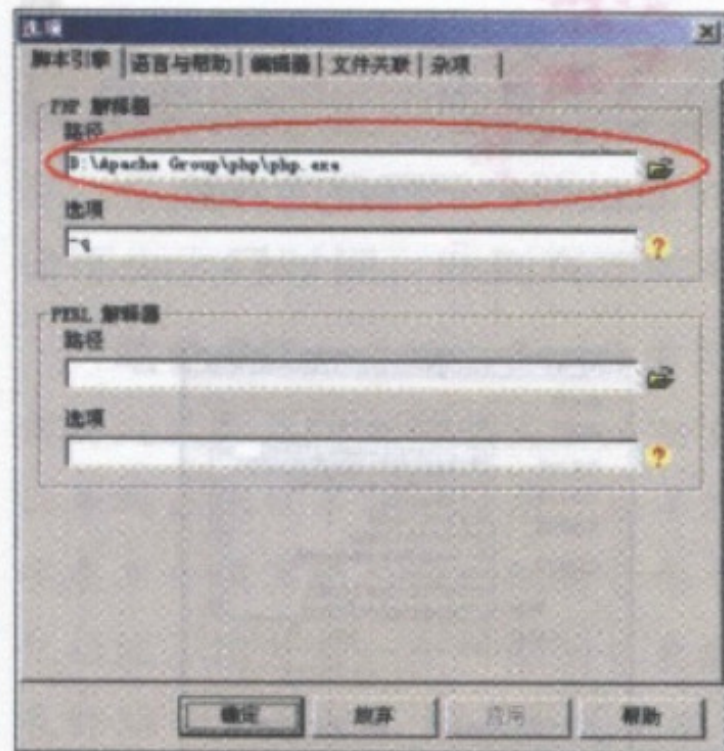 选项
脚本引擎 语言与帮助 编辑器 文件关联 杂项
PHP 解释器
路径
D:\Apache Group\php\php.exe
选项
-q
PERL 解释器
路径
选项
确定 放弃 应用 帮助